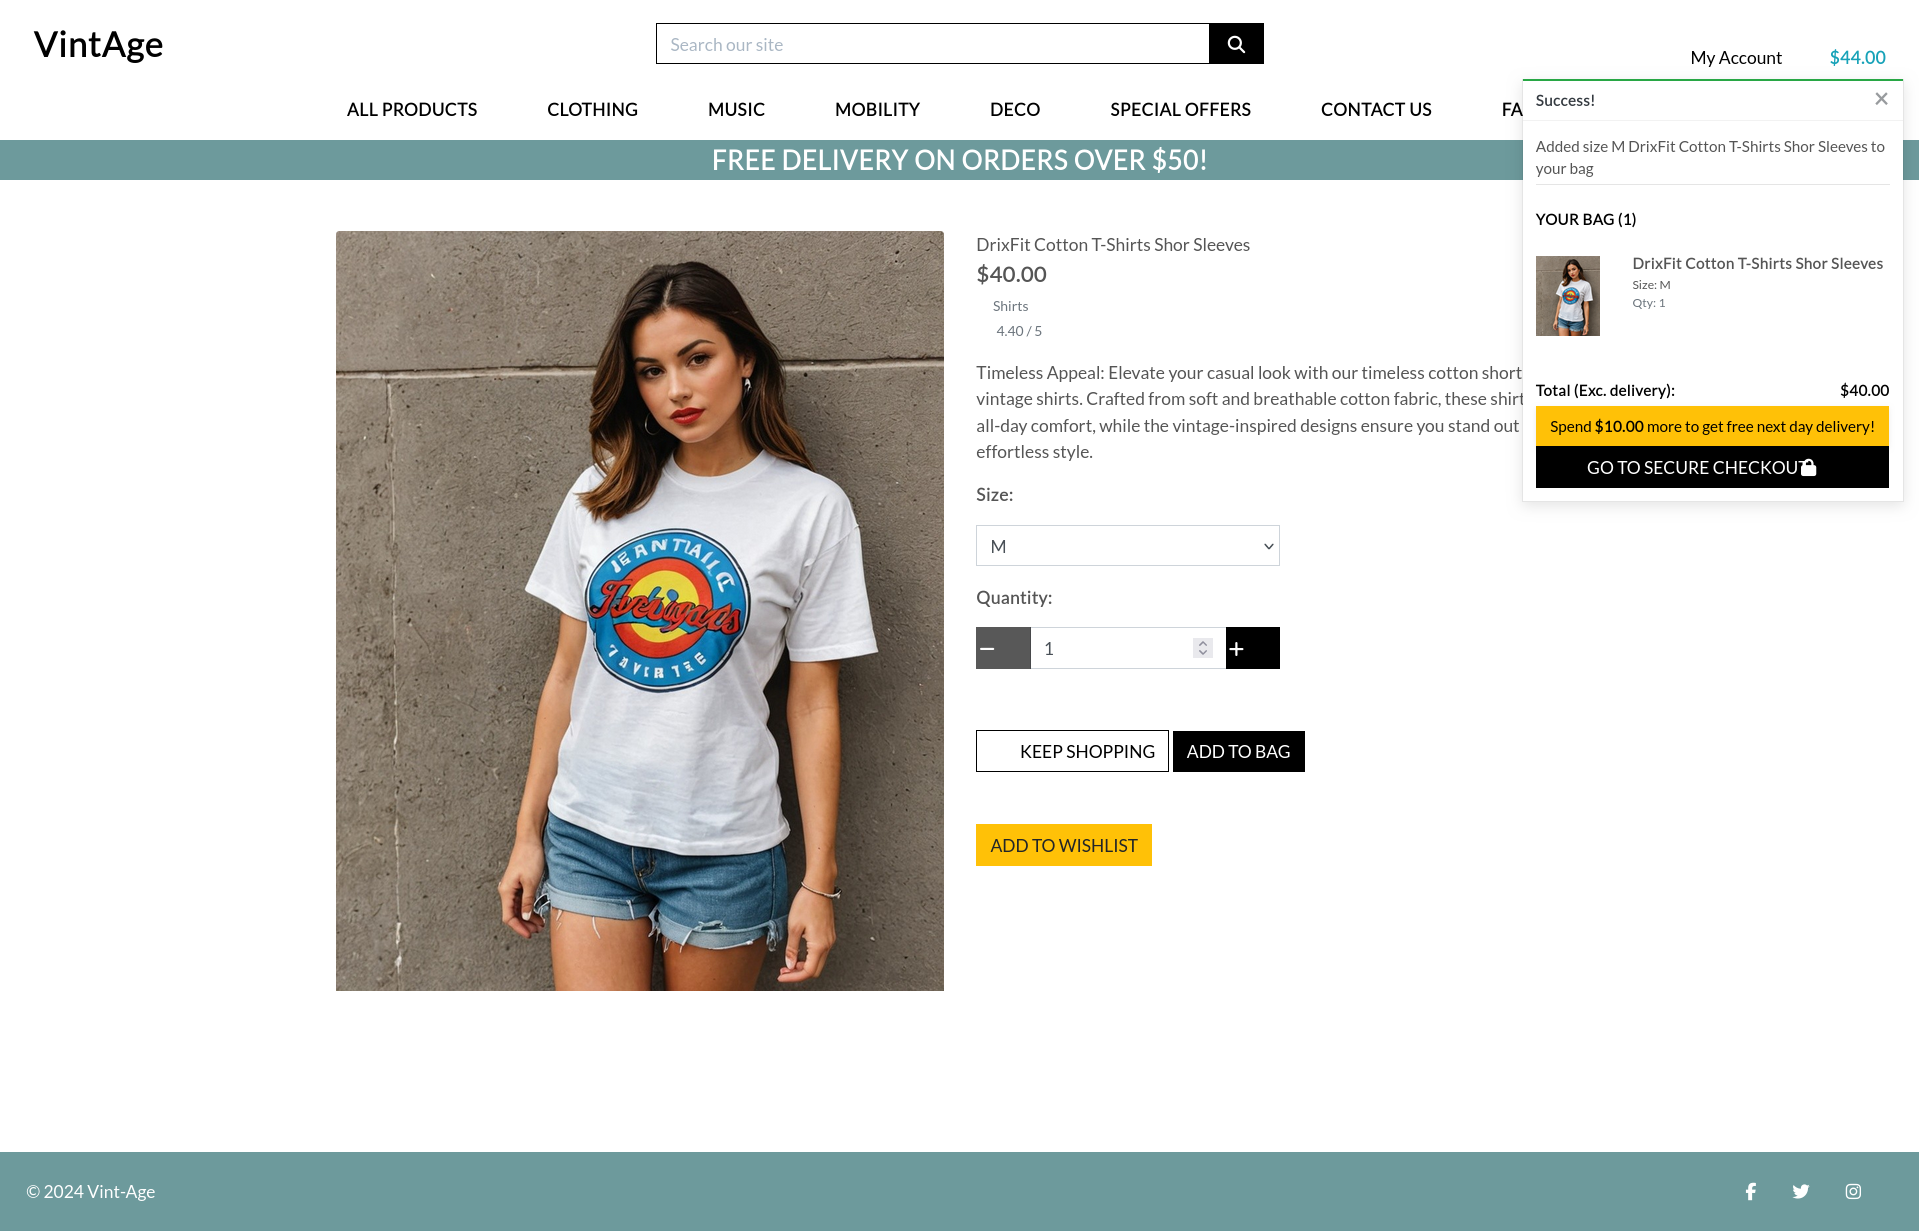 VintAge
Search our site
My Account
$44.00
ALL PRODUCTS
CLOTHING
MUSIC
MOBILITY
DECO
SPECIAL OFFERS
CONTACT US
FREE DELIVERY ON ORDERS OVER $50!
Success!
Added size M DrixFit Cotton T-Shirts Shor Sleeves to
your bag
YOUR BAG (1)
DrixFit Cotton T-Shirts Shor Sleeves
Size: M
Qty: 1
Total (Exc. delivery):
$40.00
Spend $10.00 more to get free next day delivery!
GO TO SECURE CHECKOUT
DrixFit Cotton T-Shirts Shor Sleeves
$40.00
Shirts
4.40 / 5
Timeless Appeal: Elevate your casual look with our timeless cotton short
vintage shirts. Crafted from soft and breathable cotton fabric, these
all-day comfort, while the vintage-inspired designs ensure you stand out
effortless style.
Size:
M
Quantity:
1
KEEP SHOPPING
ADD TO BAG
ADD TO WISHLIST
© 2024 Vint-Age